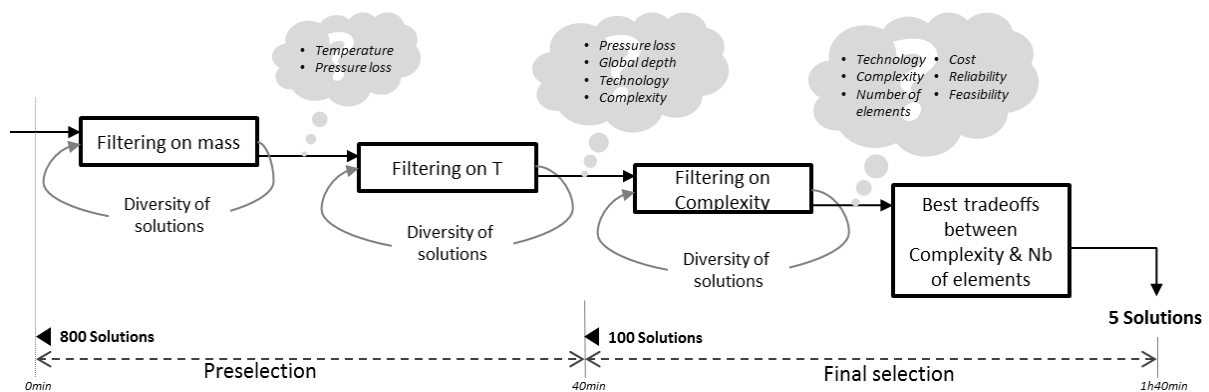 • Temperature
• Pressure loss
• Pressure loss
• Global depth
• Technology
• Complexity
• Technology
• Complexity
• Number of
elements
• Cost
• Reliability
• Feasibility
Filtering on mass
Filtering on T
Filtering on
Complexity
Best tradeoffs
between
Complexity & Nb
of elements
Diversity of
solutions
Diversity of
solutions
Diversity of
solutions
5 Solutions
800 Solutions
100 Solutions
Preselection
Final selection
0min
40min
1h40min